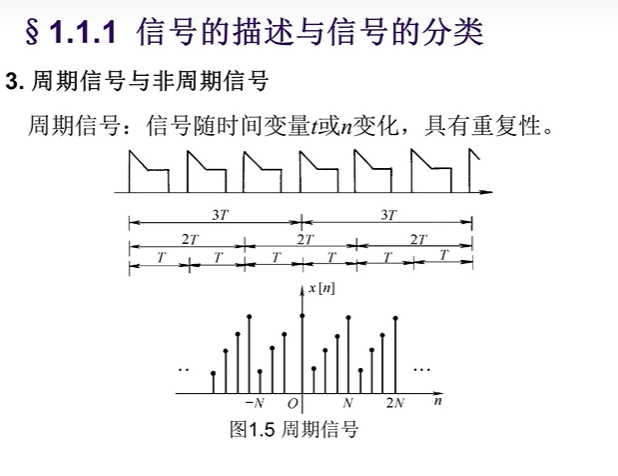 § 1.1.1 信号的描述与信号的分类
3. 周期信号与非周期信号
周期信号：信号随时间变量t或n变化，具有重复性。
3T 3T
2T 2T 2T
T T T T T T
x[n]
·· ···
-N O N 2N n
图1.5 周期信号